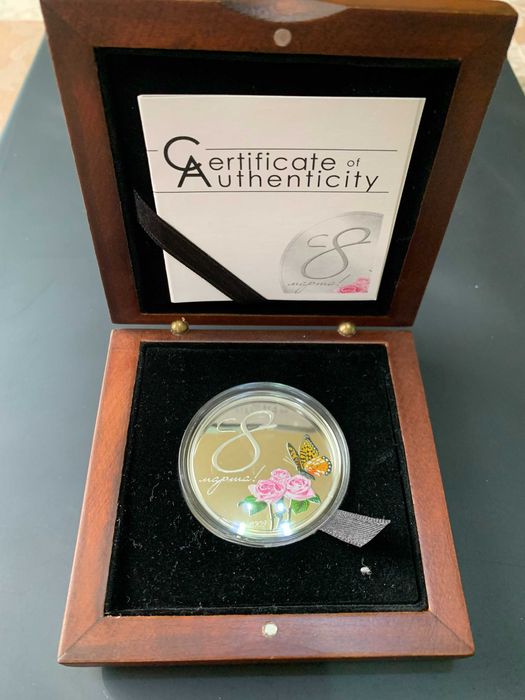 Certificate of
Authenticity
с 8
марта!
с 8
марта!